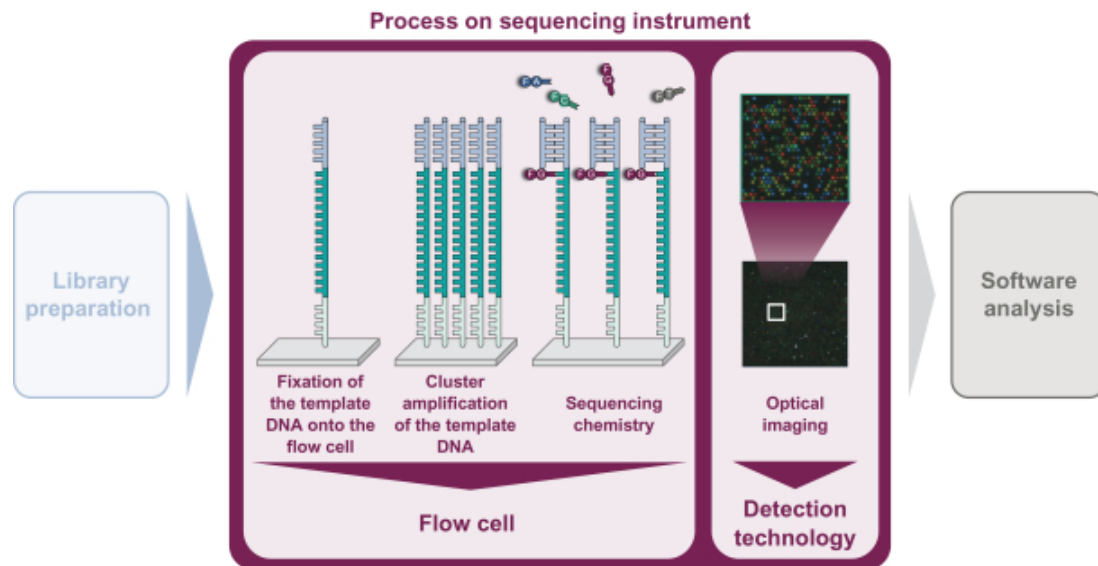 Process on sequencing instrument
Library
preparation
F A
F C
F G
F T
F G
F G
F G
Fixation of
the template
DNA onto the
flow cell
Cluster
amplification
of the template
DNA
Sequencing
chemistry
Flow cell
Optical
imaging
Detection
technology
Software
analysis